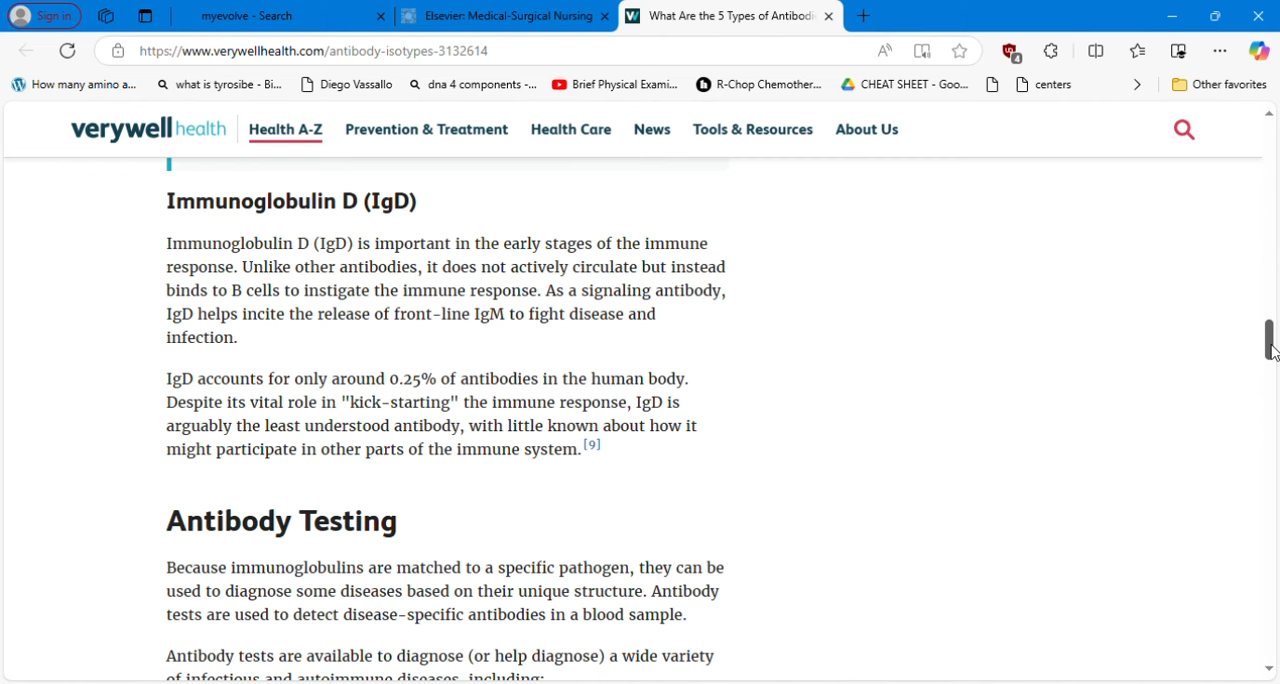 Sign in
myevolve - Search
Elsevier: Medical-Surgical Nursing
What Are the 5 Types of Antibodi
https://www.verywellhealth.com/antibody-isotypes-3132614
4
How many amino a...
what is tyrosibe - Bi...
Diego Vassallo
dna 4 components -...
Brief Physical Exami...
R-Chop Chemother...
CHEAT SHEET - Goo...
centers
Other favorites
verywell health
Health A-Z
Prevention & Treatment
Health Care
News
Tools & Resources
About Us
Immunoglobulin D (IgD)
Immunoglobulin D (IgD) is important in the early stages of the immune
response. Unlike other antibodies, it does not actively circulate but instead
binds to B cells to instigate the immune response. As a signaling antibody,
IgD helps incite the release of front-line IgM to fight disease and
infection.
IgD accounts for only around 0.25% of antibodies in the human body.
Despite its vital role in "kick-starting" the immune response, IgD is
arguably the least understood antibody, with little known about how it
might participate in other parts of the immune system. [9]
Antibody Testing
Because immunoglobulins are matched to a specific pathogen, they can be
used to diagnose some diseases based on their unique structure. Antibody
tests are used to detect disease-specific antibodies in a blood sample.
Antibody tests are available to diagnose (or help diagnose) a wide variety
of infectious and autoimmune diseases, including: